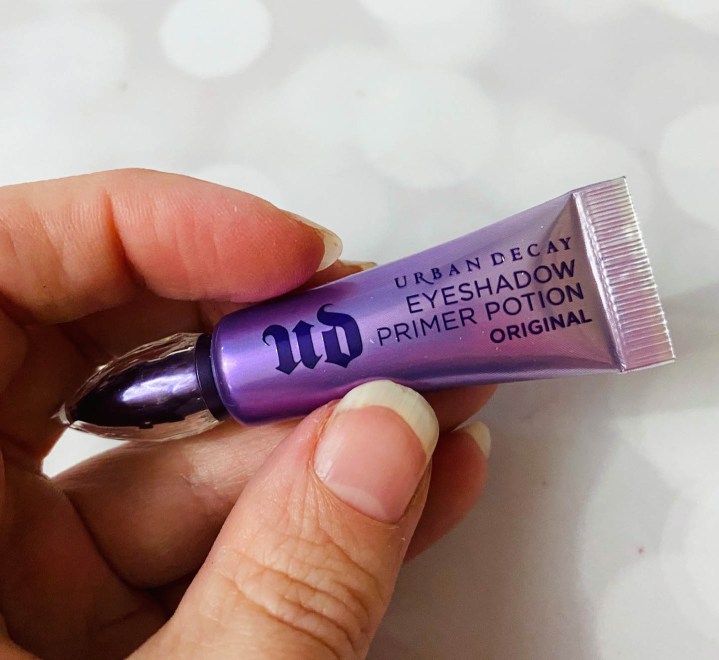 ud
URBAN DECAY
EYESHADOW
PRIMER POTION
ORIGINAL